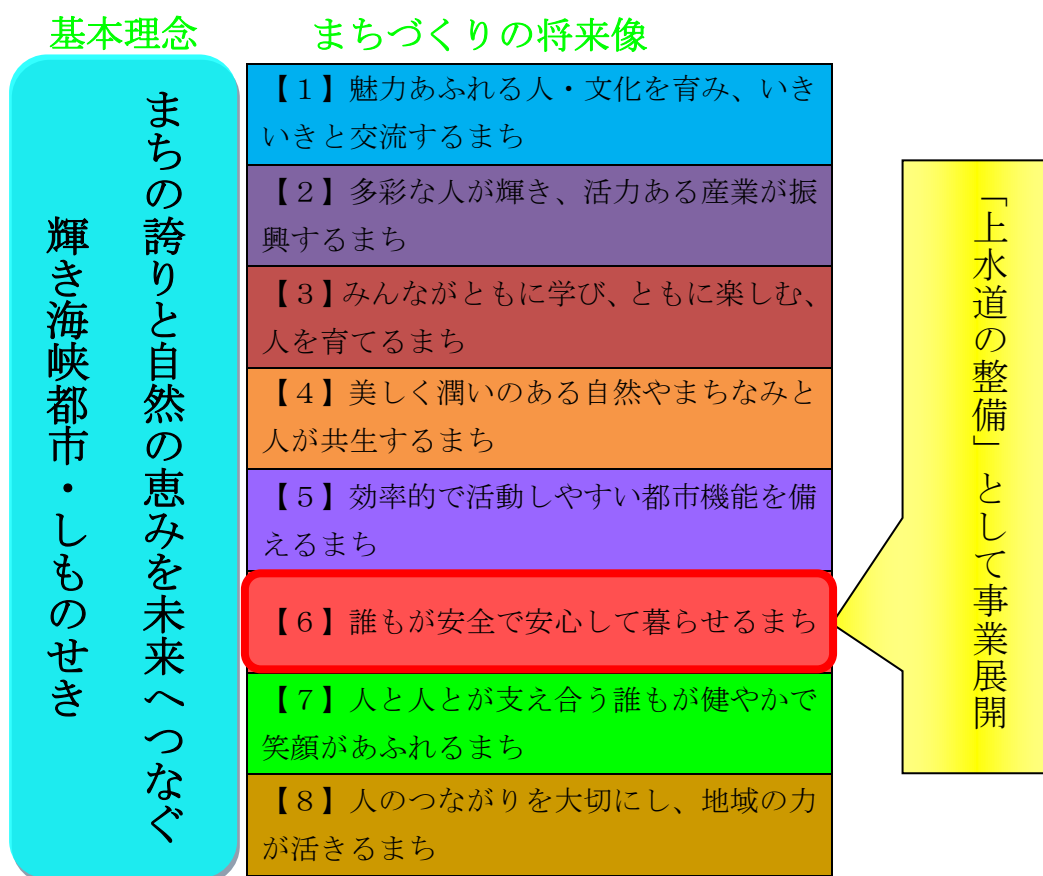 基本理念
まちづくりの将来像
まちの誇りと自然の恵みを未来へつなぐ
輝き海峡都市・しものせき
【１】魅力あふれる人・文化を育み、いき
いきと交流するまち
【２】多彩な人が輝き、活力ある産業が振
興するまち
【３】みんながともに学び、ともに楽しむ、
人を育てるまち
【４】美しく潤いのある自然やまちなみと
人が共生するまち
【５】効率的で活動しやすい都市機能を備
えるまち
【６】誰もが安全で安心して暮らせるまち
【７】人と人とが支え合う誰もが健やかで
笑顔があふれるまち
【８】人のつながりを大切にし、地域の力
が活きるまち
「上水道の整備」として事業展開